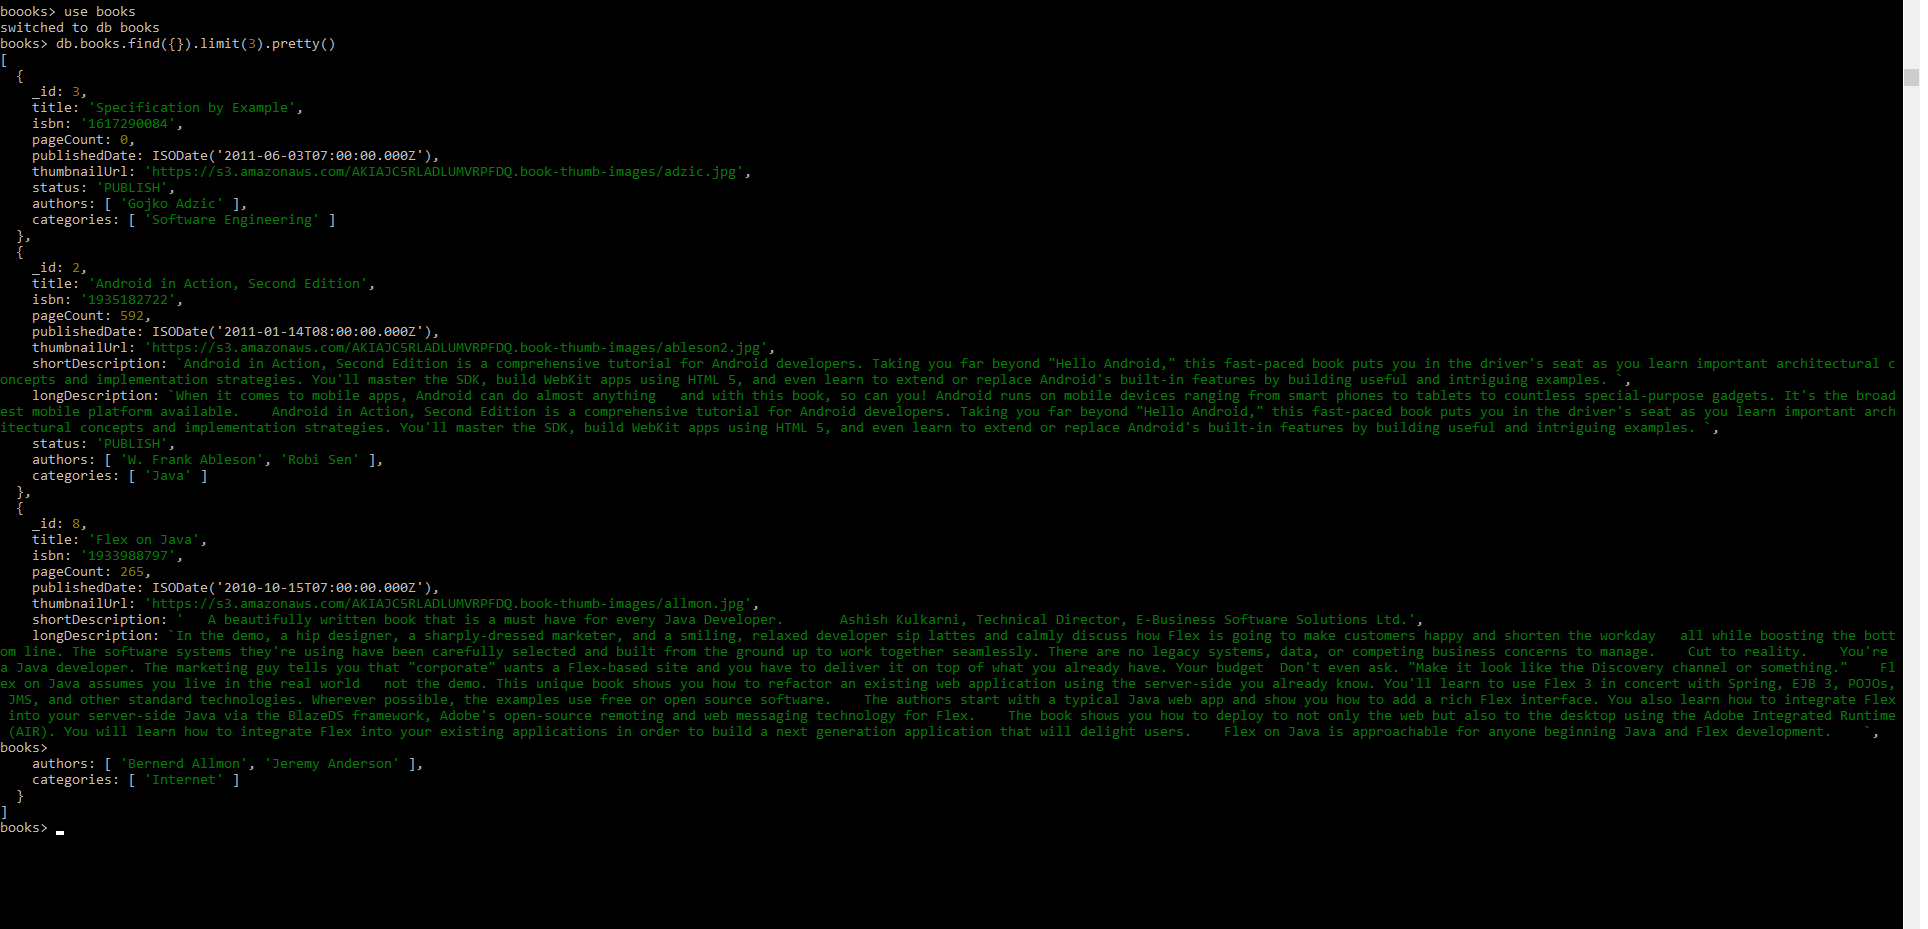 boooks> use books
switched to db books
books> db.books.find({}).limit(3).pretty()
[
  {
    _id: 3,
    title: 'Specification by Example',
    isbn: '1617290084',
    pageCount: 0,
    publishedDate: ISODate('2011-06-03T07:00:00.000Z'),
    thumbnailUrl: 'https://s3.amazonaws.com/AKIAJC5RLADLUMVRPFDQ.book-thumb-images/adzic.jpg',
    status: 'PUBLISH',
    authors: [ 'Gojko Adzic' ],
    categories: [ 'Software Engineering' ]
  },
  {
    _id: 2,
    title: 'Android in Action, Second Edition',
    isbn: '1935182722',
    pageCount: 592,
    publishedDate: ISODate('2011-01-14T08:00:00.000Z'),
    thumbnailUrl: 'https://s3.amazonaws.com/AKIAJC5RLADLUMVRPFDQ.book-thumb-images/ableson2.jpg',
    shortDescription: `Android in Action, Second Edition is a comprehensive tutorial for Android developers. Taking you far beyond "Hello Android," this fast-paced book puts you in the driver's seat as you learn important architectural c
oncepts and implementation strategies. You'll master the SDK, build WebKit apps using HTML 5, and even learn to extend or replace Android's built-in features by building useful and intriguing examples. `,
    longDescription: `When it comes to mobile apps, Android can do almost anything   and with this book, so can you! Android runs on mobile devices ranging from smart phones to tablets to countless special-purpose gadgets. It's the broad
est mobile platform available.    Android in Action, Second Edition is a comprehensive tutorial for Android developers. Taking you far beyond "Hello Android," this fast-paced book puts you in the driver's seat as you learn important arch
itectural concepts and implementation strategies. You'll master the SDK, build WebKit apps using HTML 5, and even learn to extend or replace Android's built-in features by building useful and intriguing examples. `,
    status: 'PUBLISH',
    authors: [ 'W. Frank Ableson', 'Robi Sen' ],
    categories: [ 'Java' ]
  },
  {
    _id: 8,
    title: 'Flex on Java',
    isbn: '1933988797',
    pageCount: 265,
    publishedDate: ISODate('2010-10-15T07:00:00.000Z'),
    thumbnailUrl: 'https://s3.amazonaws.com/AKIAJC5RLADLUMVRPFDQ.book-thumb-images/allmon.jpg',
    shortDescription: '   A beautifully written book that is a must have for every Java Developer.       Ashish Kulkarni, Technical Director, E-Business Software Solutions Ltd.',
    longDescription: `In the demo, a hip designer, a sharply-dressed marketer, and a smiling, relaxed developer sip lattes and calmly discuss how Flex is going to make customers happy and shorten the workday   all while boosting the bott
om line. The software systems they're using have been carefully selected and built from the ground up to work together seamlessly. There are no legacy systems, data, or competing business concerns to manage.    Cut to reality.    You're
a Java developer. The marketing guy tells you that "corporate" wants a Flex-based site and you have to deliver it on top of what you already have. Your budget  Don't even ask. "Make it look like the Discovery channel or something."    Fl
ex on Java assumes you live in the real world   not the demo. This unique book shows you how to refactor an existing web application using the server-side you already know. You'll learn to use Flex 3 in concert with Spring, EJB 3, POJOs,
 JMS, and other standard technologies. Wherever possible, the examples use free or open source software.    The authors start with a typical Java web app and show you how to add a rich Flex interface. You also learn how to integrate Flex
 into your server-side Java via the BlazeDS framework, Adobe's open-source remoting and web messaging technology for Flex.    The book shows you how to deploy to not only the web but also to the desktop using the Adobe Integrated Runtime
 (AIR). You will learn how to integrate Flex into your existing applications in order to build a next generation application that will delight users.    Flex on Java is approachable for anyone beginning Java and Flex development.    `,
books>
    authors: [ 'Bernerd Allmon', 'Jeremy Anderson' ],
    categories: [ 'Internet' ]
  }
]
books>